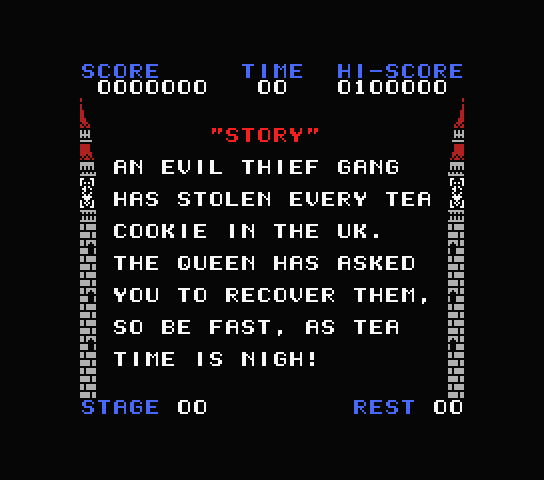 SCORE TIME HI-SCORE
0000000 00 0100000
"STORY"
AN EVIL THIEF GANG
HAS STOLEN EVERY TEA
COOKIE IN THE UK.
THE QUEEN HAS ASKED
YOU TO RECOVER THEM,
SO BE FAST, AS TEA
TIME IS NIGH!
STAGE 00 REST 00